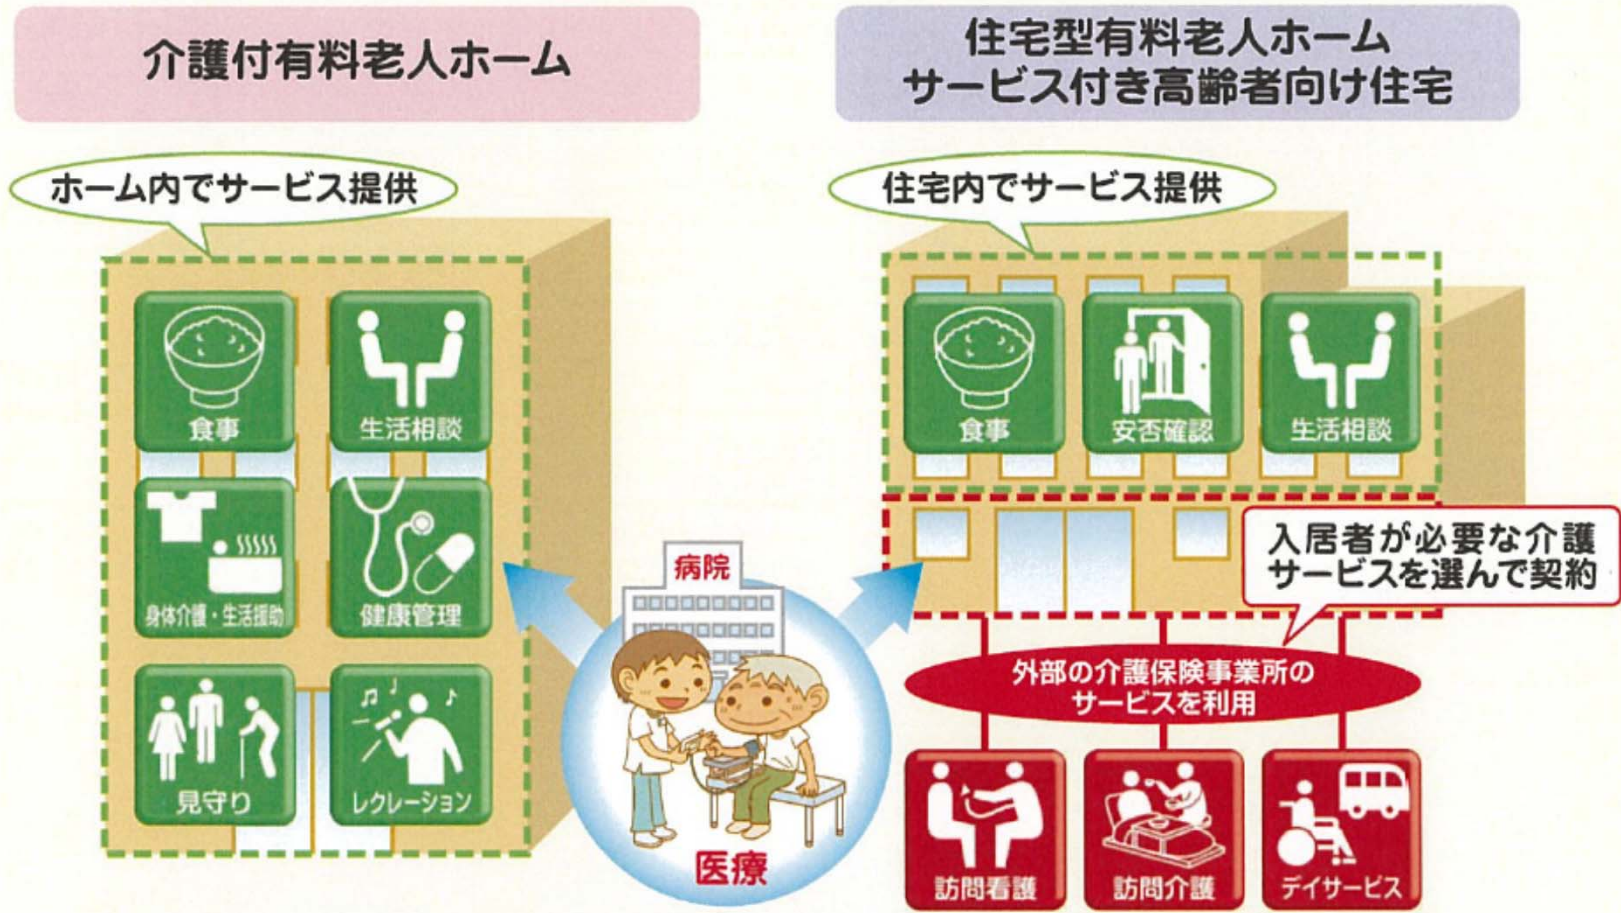 介護付有料老人ホーム
ホーム内でサービス提供
食事
生活相談
身体介護・生活援助
健康管理
見守り
レクレーション
病院
医療
住宅型有料老人ホーム
サービス付き高齢者向け住宅
住宅内でサービス提供
食事
安否確認
生活相談
入居者が必要な介護
サービスを選んで契約
外部の介護保険事業所の
サービスを利用
訪問看護
訪問介護
デイサービス